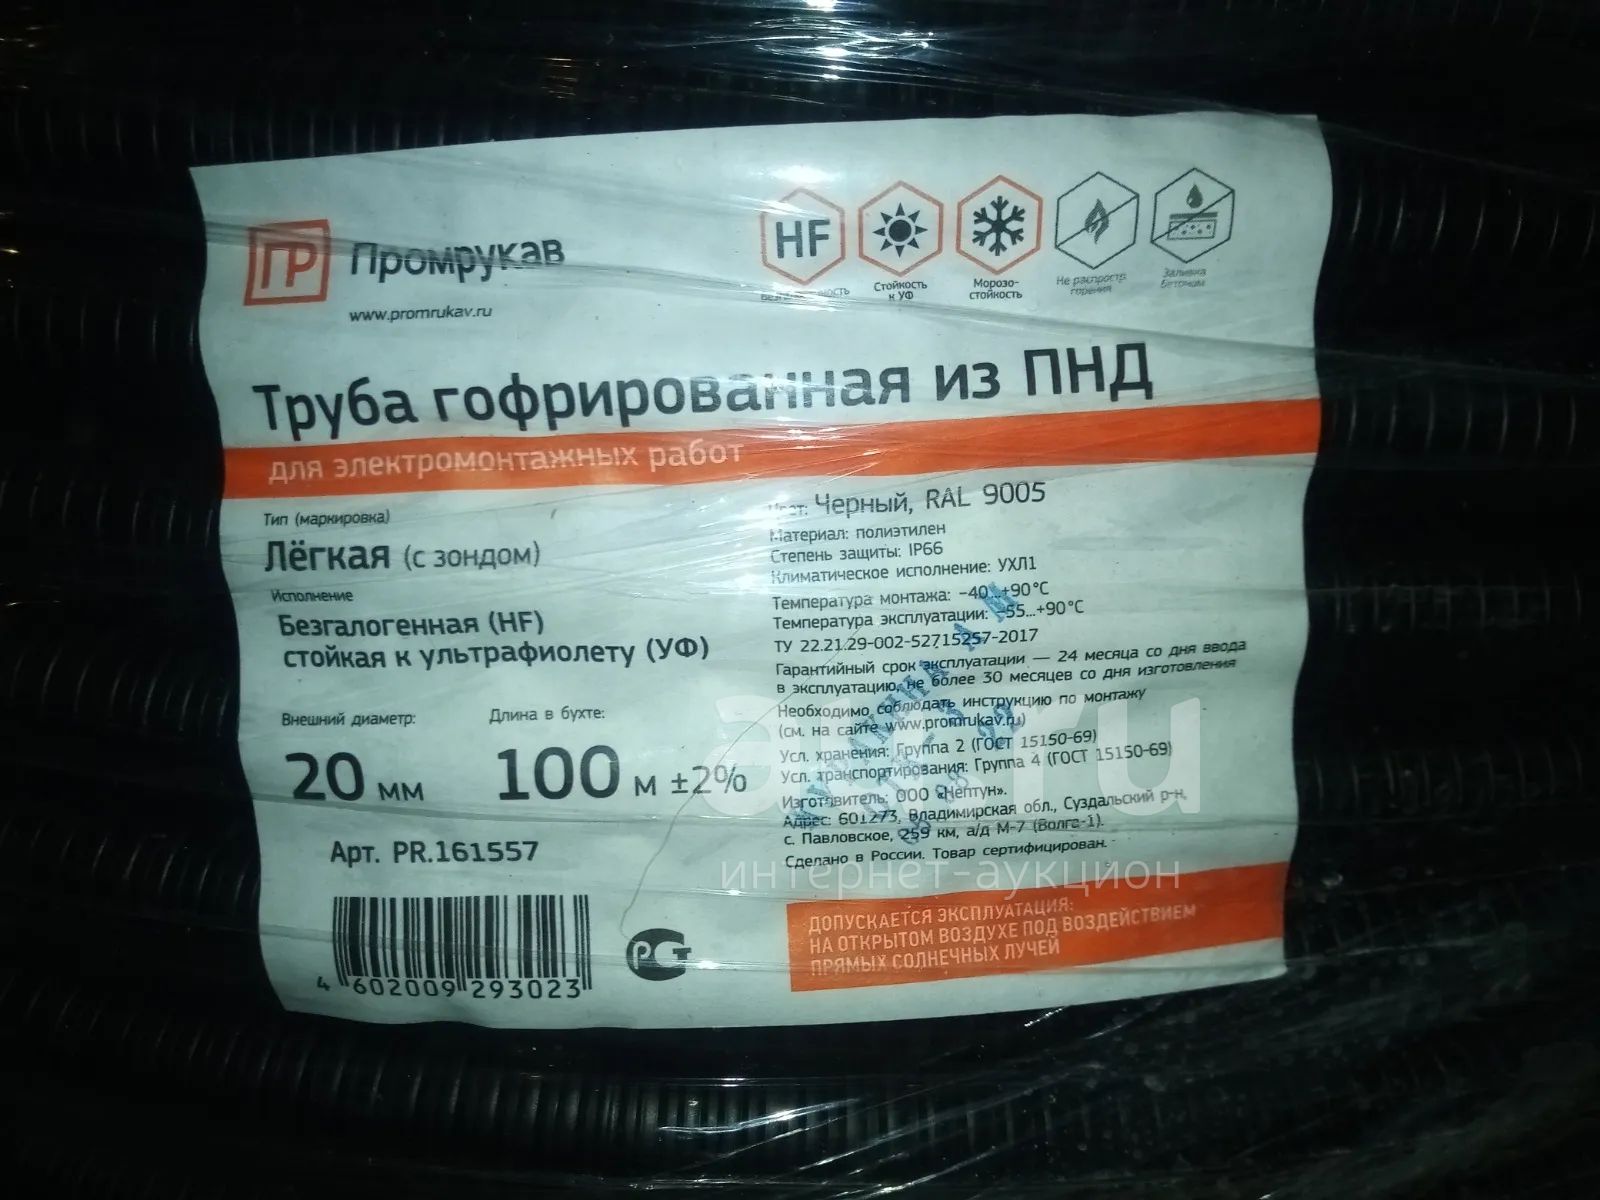 ПР Промрукав
www.promrukav.ru
HF
Стойкость
к УФ
Морозо-
стойкость
Не распростр.
горения
Заливка
бетоном
Труба гофрированная из ПНД
для электромонтажных работ
Тип (маркировка)
Лёгкая (с зондом)
Исполнение
Безгалогенная (HF)
стойкая к ультрафиолету (УФ)
Внешний диаметр:
20 мм
Длина в бухте:
100 м ±2%
Арт. PR.161557
4 602009 293023
РСТ
Цвет: Черный, RAL 9005
Материал: полиэтилен
Степень защиты: IP66
Климатическое исполнение: УХЛ1
Температура монтажа: -40...+90°C
Температура эксплуатации: -55...+90°C
ТУ 22.21.29-002-52715257-2017
Гарантийный срок эксплуатации — 24 месяца со дня ввода
в эксплуатацию, не более 30 месяцев со дня изготовления
Необходимо соблюдать инструкцию по монтажу
(см. на сайте www.promrukav.ru)
Усл. хранения: Группа 2 (ГОСТ 15150-69)
Усл. транспортирования: Группа 4 (ГОСТ 15150-69)
Изготовитель: ООО «Нептун».
Адрес: 601273, Владимирская обл., Суздальский р-н,
с. Павловское, 259 км, а/д М-7 (Волга-1).
Сделано в России. Товар сертифицирован.
ДОПУСКАЕТСЯ ЭКСПЛУАТАЦИЯ:
НА ОТКРЫТОМ ВОЗДУХЕ ПОД ВОЗДЕЙСТВИЕМ
ПРЯМЫХ СОЛНЕЧНЫХ ЛУЧЕЙ
au.ru
интернет-аукцион